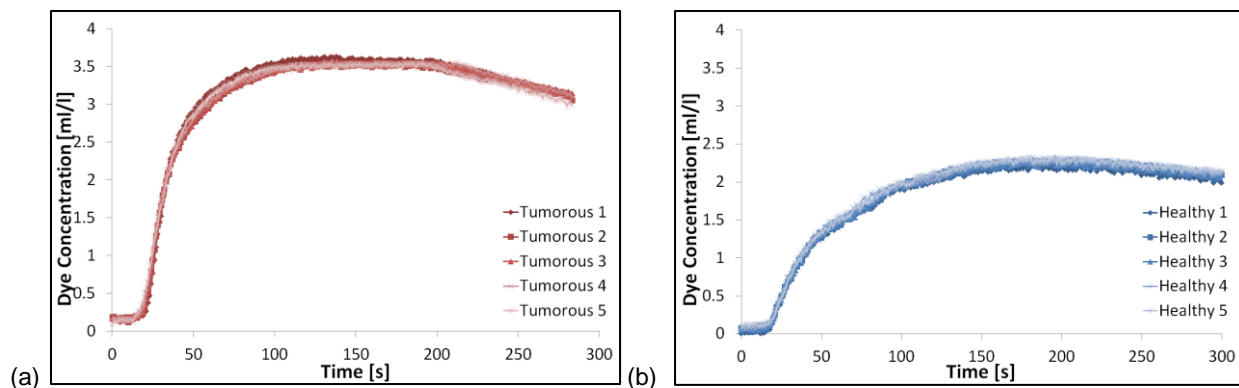 (a)
Dye Concentration [ml/l]
4
3.5
3
2.5
2
1.5
1
0.5
0
0
50
100
150
200
250
300
Time [s]
Tumorous 1
Tumorous 2
Tumorous 3
Tumorous 4
Tumorous 5
(b)
Dye Concentration [ml/l]
4
3.5
3
2.5
2
1.5
1
0.5
0
0
50
100
150
200
250
300
Time [s]
Healthy 1
Healthy 2
Healthy 3
Healthy 4
Healthy 5